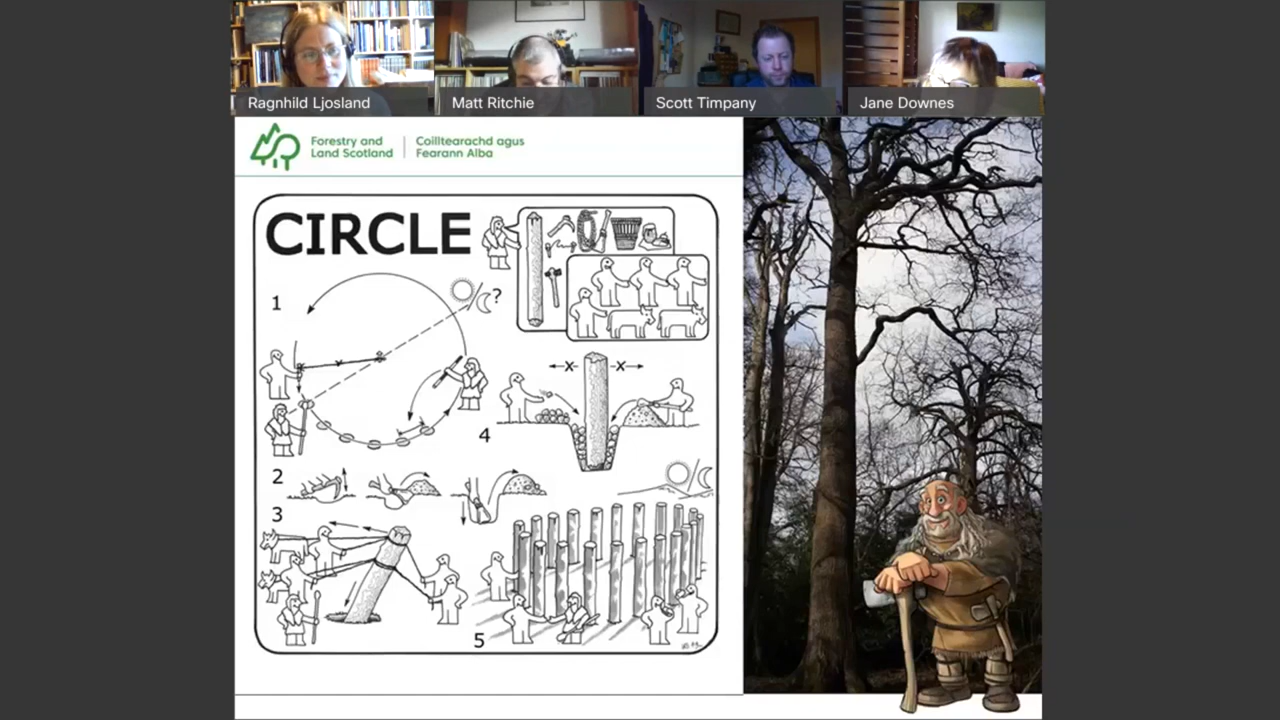 Ragnhild Ljosland
Matt Ritchie
Scott Timpany
Jane Downes
Forestry and
Land Scotland
Coilltearachd agus
Fearann Alba
CIRCLE
1
?
x
x
4
2
3
5